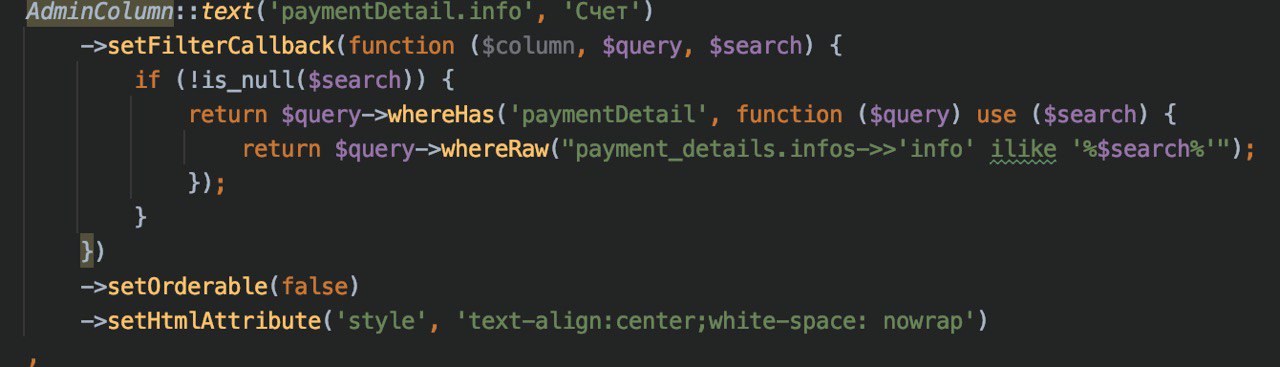 AdminColumn::text('paymentDetail.info', 'Счет')
->setFilterCallback(function ($column, $query, $search) {
if (!is_null($search)) {
return $query->whereHas('paymentDetail', function ($query) use ($search) {
return $query->whereRaw("payment_details.infos->>'info' ilike '%$search%'");
});
}
})
->setOrderable(false)
->setHtmlAttribute('style', 'text-align:center;white-space: nowrap')
,